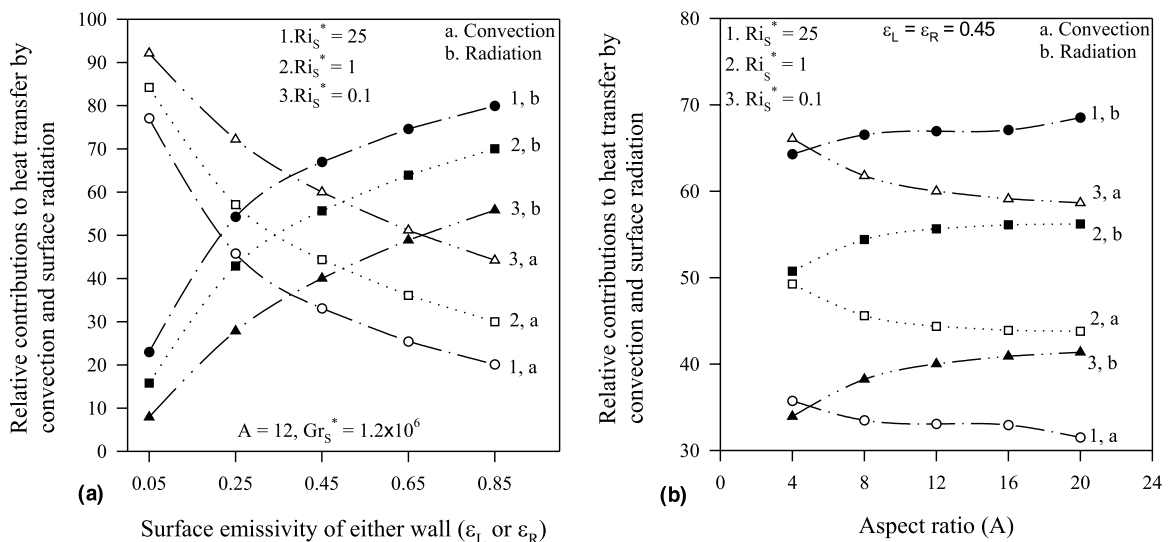 Relative contributions to heat transfer by
convection and surface radiation
100
90
80
70
60
50
40
30
20
10
0
1.Ri_S^* = 25
2.Ri_S^* = 1
3.Ri_S^* = 0.1
a. Convection
b. Radiation
1, b
2, b
3, b
3, a
2, a
1, a
A = 12, Gr_S^* = 1.2x10^6
0.05 0.25 0.45 0.65 0.85
(a)
Surface emissivity of either wall (ε_L or ε_R)
Relative contributions to heat transfer by
convection and surface radiation
80
70
60
50
40
30
1. Ri_S^* = 25
2. Ri_S^* = 1
3. Ri_S^* = 0.1
ε_L = ε_R = 0.45
a. Convection
b. Radiation
1, b
3, a
2, b
2, a
3, b
1, a
0 4 8 12 16 20 24
(b)
Aspect ratio (A)